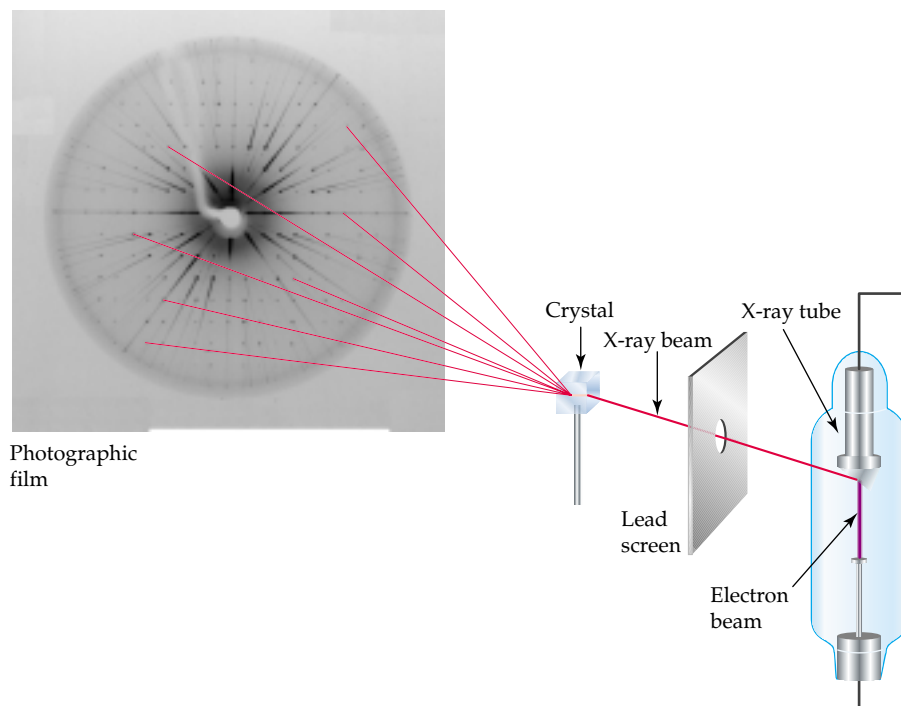 Crystal
X-ray beam
X-ray tube
Photographic
film
Lead
screen
Electron
beam